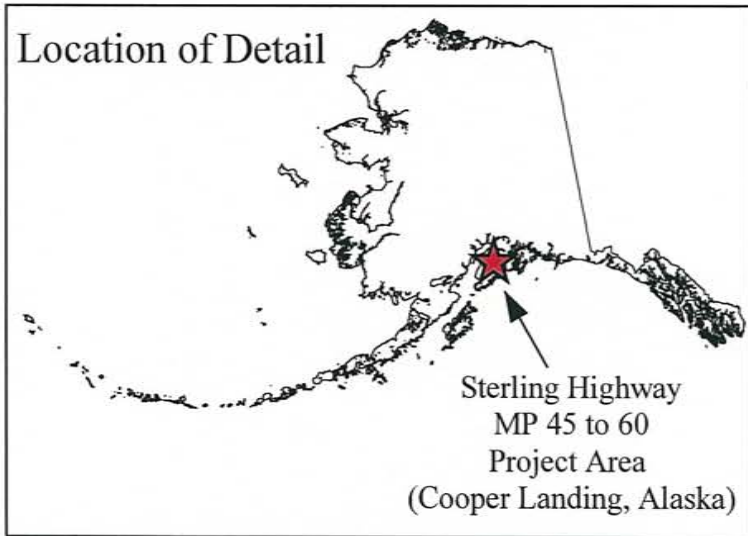 Location of Detail
Sterling Highway
MP 45 to 60
Project Area
(Cooper Landing, Alaska)